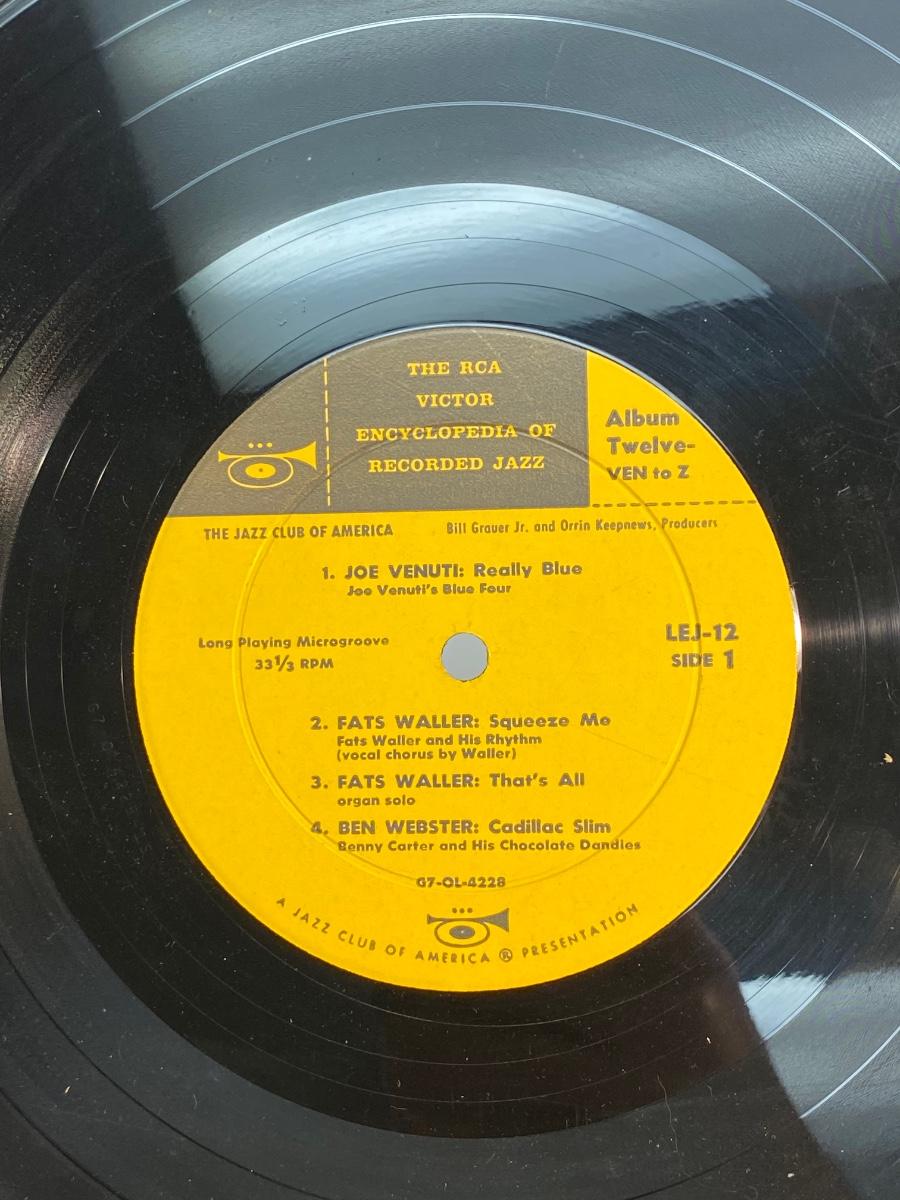 THE RCA
VICTOR
ENCYCLOPEDIA OF
RECORDED JAZZ
Album
Twelve-
VEN to Z
THE JAZZ CLUB OF AMERICA
Bill Grauer Jr. and Orrin Keepnews, Producers
1. JOE VENUTI: Really Blue
Joe Venuti's Blue Four
Long Playing Microgroove
33⅓ RPM
LEJ-12
SIDE 1
2. FATS WALLER: Squeeze Me
Fats Waller and His Rhythm
(vocal chorus by Waller)
3. FATS WALLER: That's All
organ solo
4. BEN WEBSTER: Cadillac Slim
Benny Carter and His Chocolate Dandies
G7-OL-4228
A JAZZ CLUB OF AMERICA ® PRESENTATION